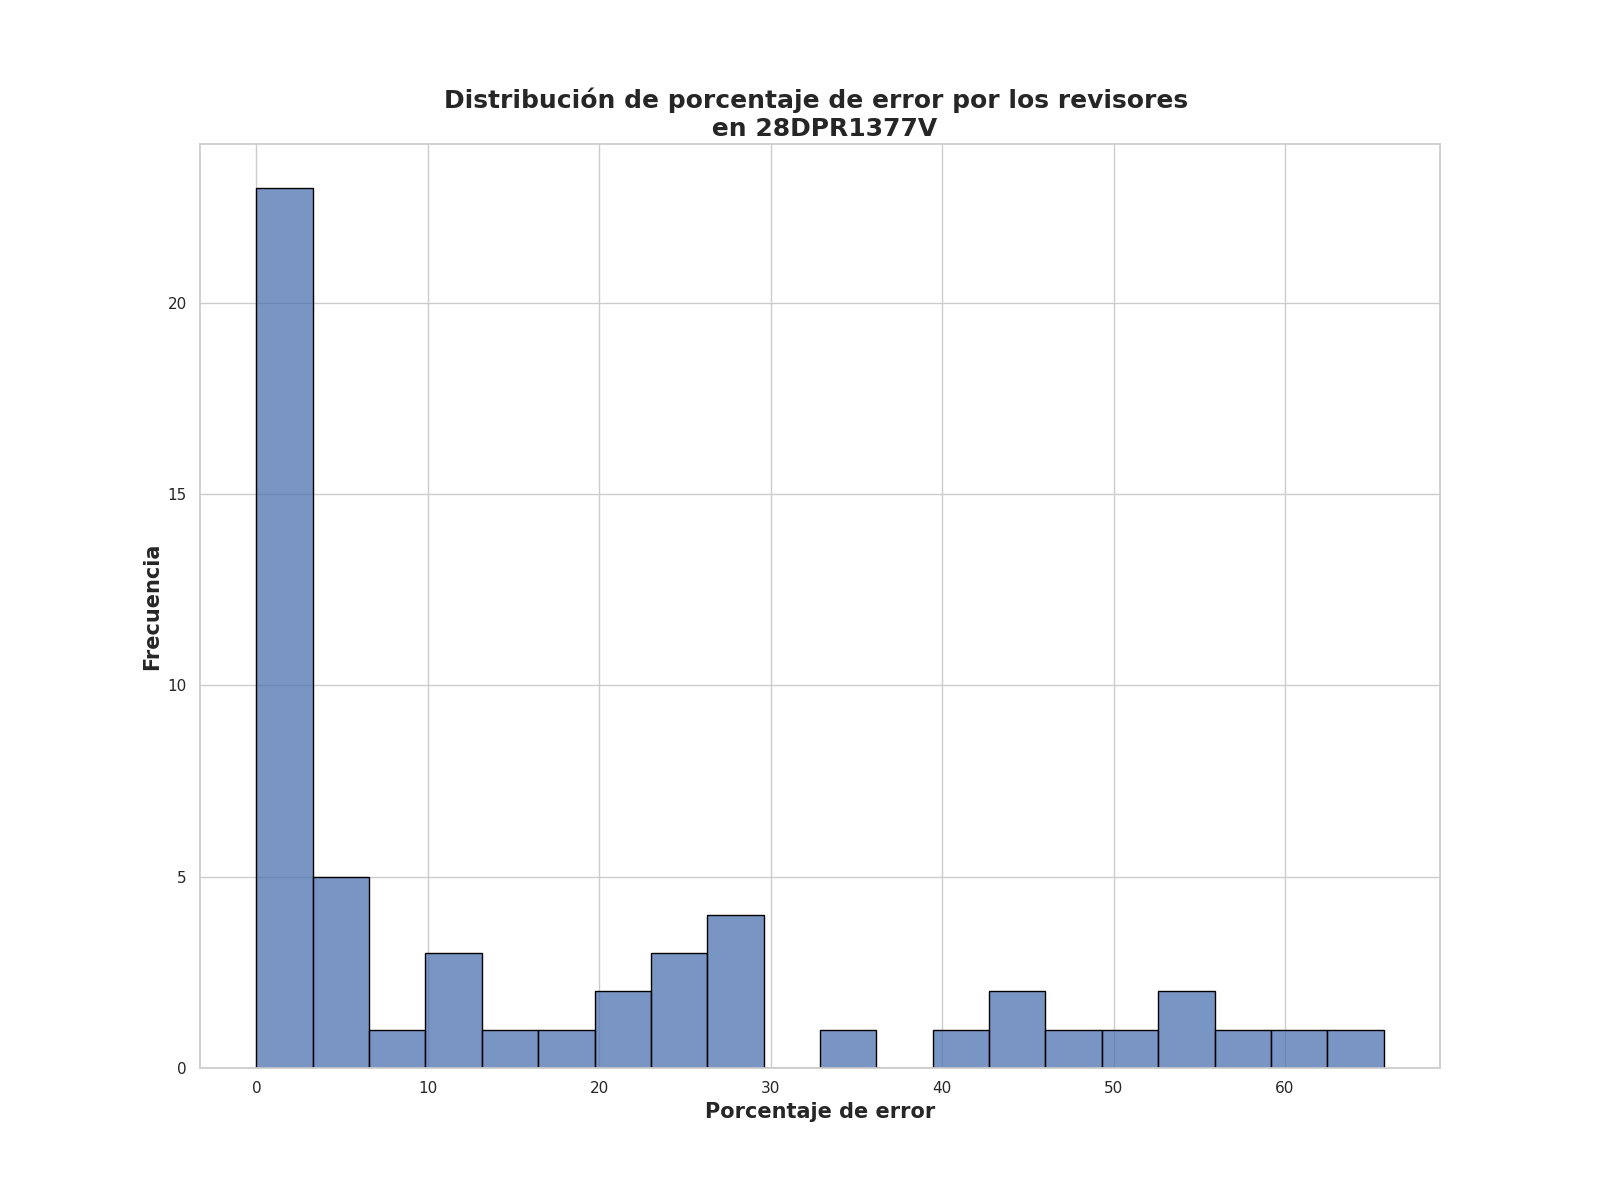 Distribución de porcentaje de error por los revisores
en 28DPR1377V
Frecuencia
20
15
10
5
0
0 10 20 30 40 50 60
Porcentaje de error